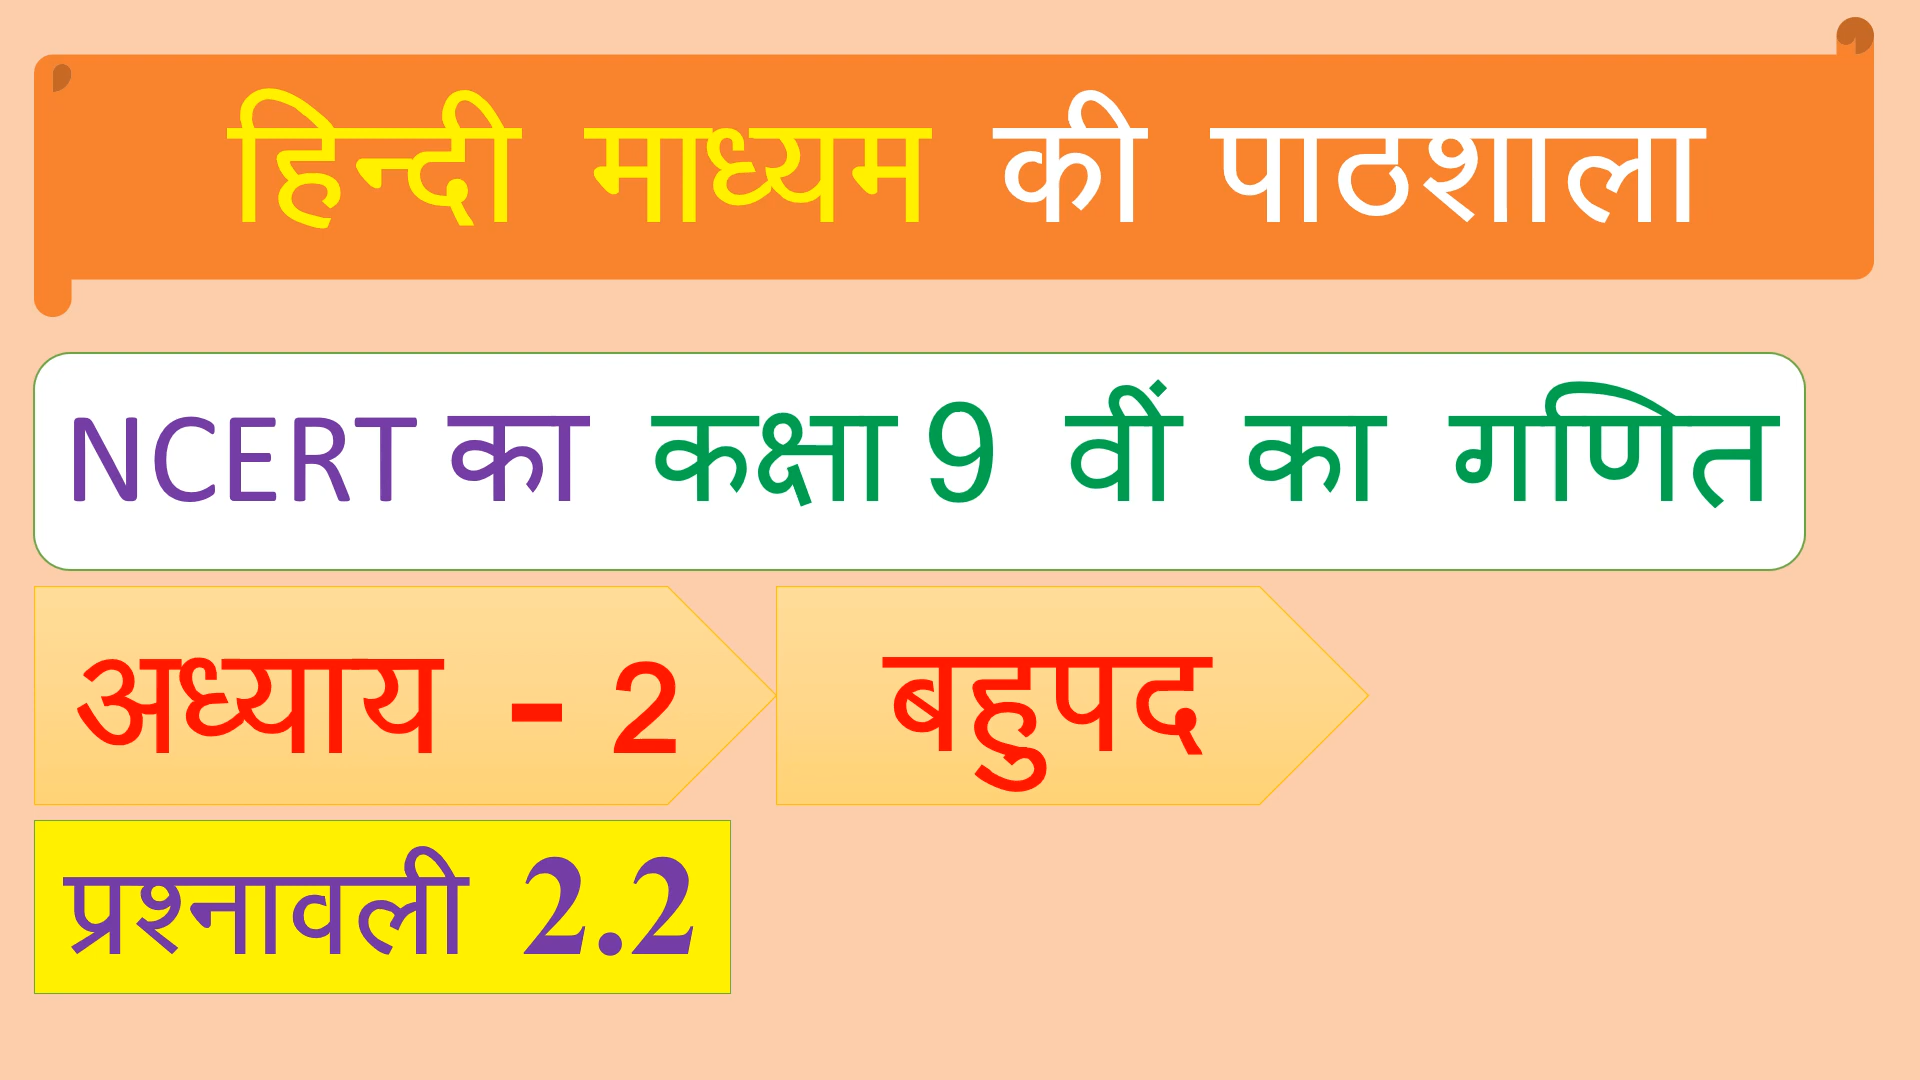 हिन्दी माध्यम की पाठशाला
NCERT का कक्षा 9 वीं का गणित
अध्याय - 2 बहुपद
प्रश्नावली 2.2